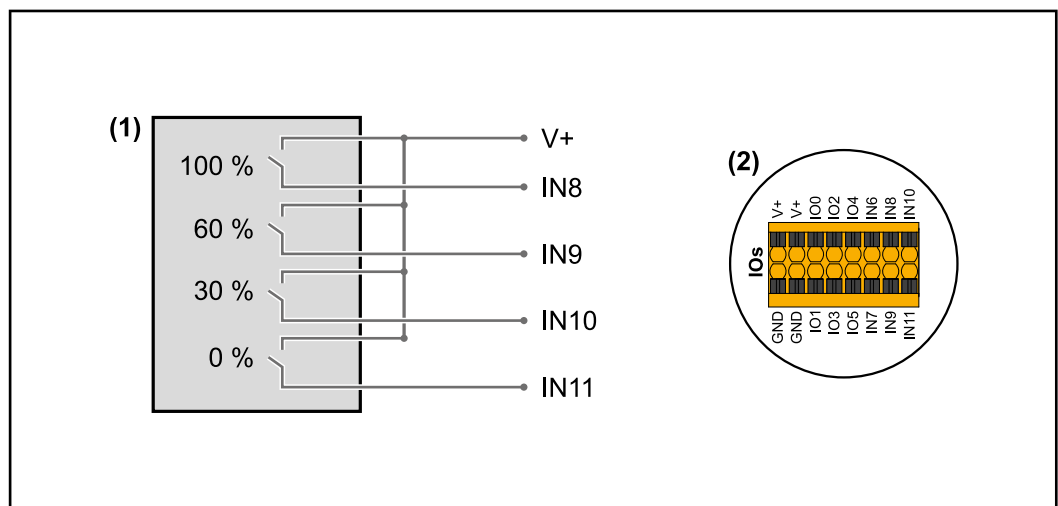 (1)
100 %
60 %
30 %
0 %
V+
IN8
IN9
IN10
IN11
(2)
V+
V+
IO0
IO2
IO4
IN6
IN8
IN10
IOs
GND
GND
IO1
IO3
IO5
IN7
IN9
IN11